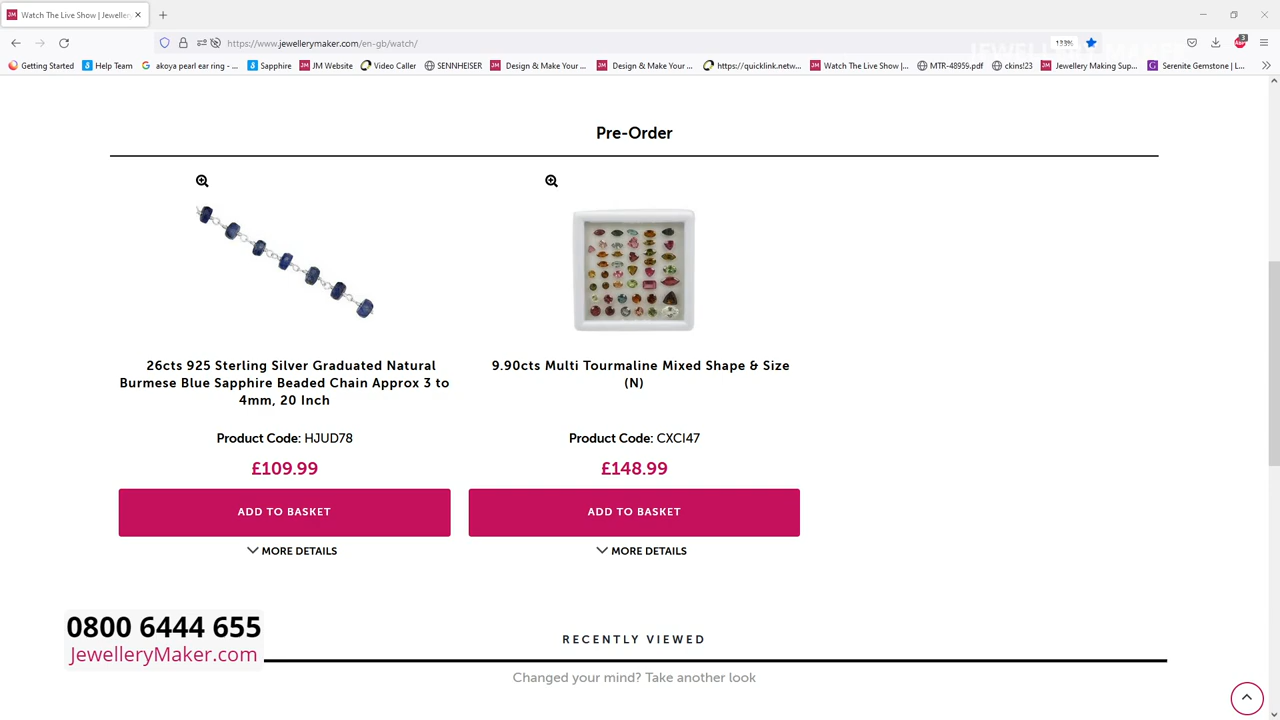 Watch The Live Show | Jeweller
https://www.jewellerymaker.com/en-gb/watch/
133%
3
JEWELLERYMAKER
Getting Started
Help Team
akoya pearl ear ring - ...
Sapphire
JM Website
Video Caller
SENNHEISER
Design & Make Your ...
Design & Make Your ...
https://quicklink.netw...
Watch The Live Show |...
MTR-48959.pdf
ckins!23
Jewellery Making Sup...
Serenite Gemstone | L...
Pre-Order
26cts 925 Sterling Silver Graduated Natural
Burmese Blue Sapphire Beaded Chain Approx 3 to
4mm, 20 Inch
Product Code: HJUD78
£109.99
ADD TO BASKET
MORE DETAILS
9.90cts Multi Tourmaline Mixed Shape & Size
(N)
Product Code: CXCI47
£148.99
ADD TO BASKET
MORE DETAILS
0800 6444 655
JewelleryMaker.com
RECENTLY VIEWED
Changed your mind? Take another look